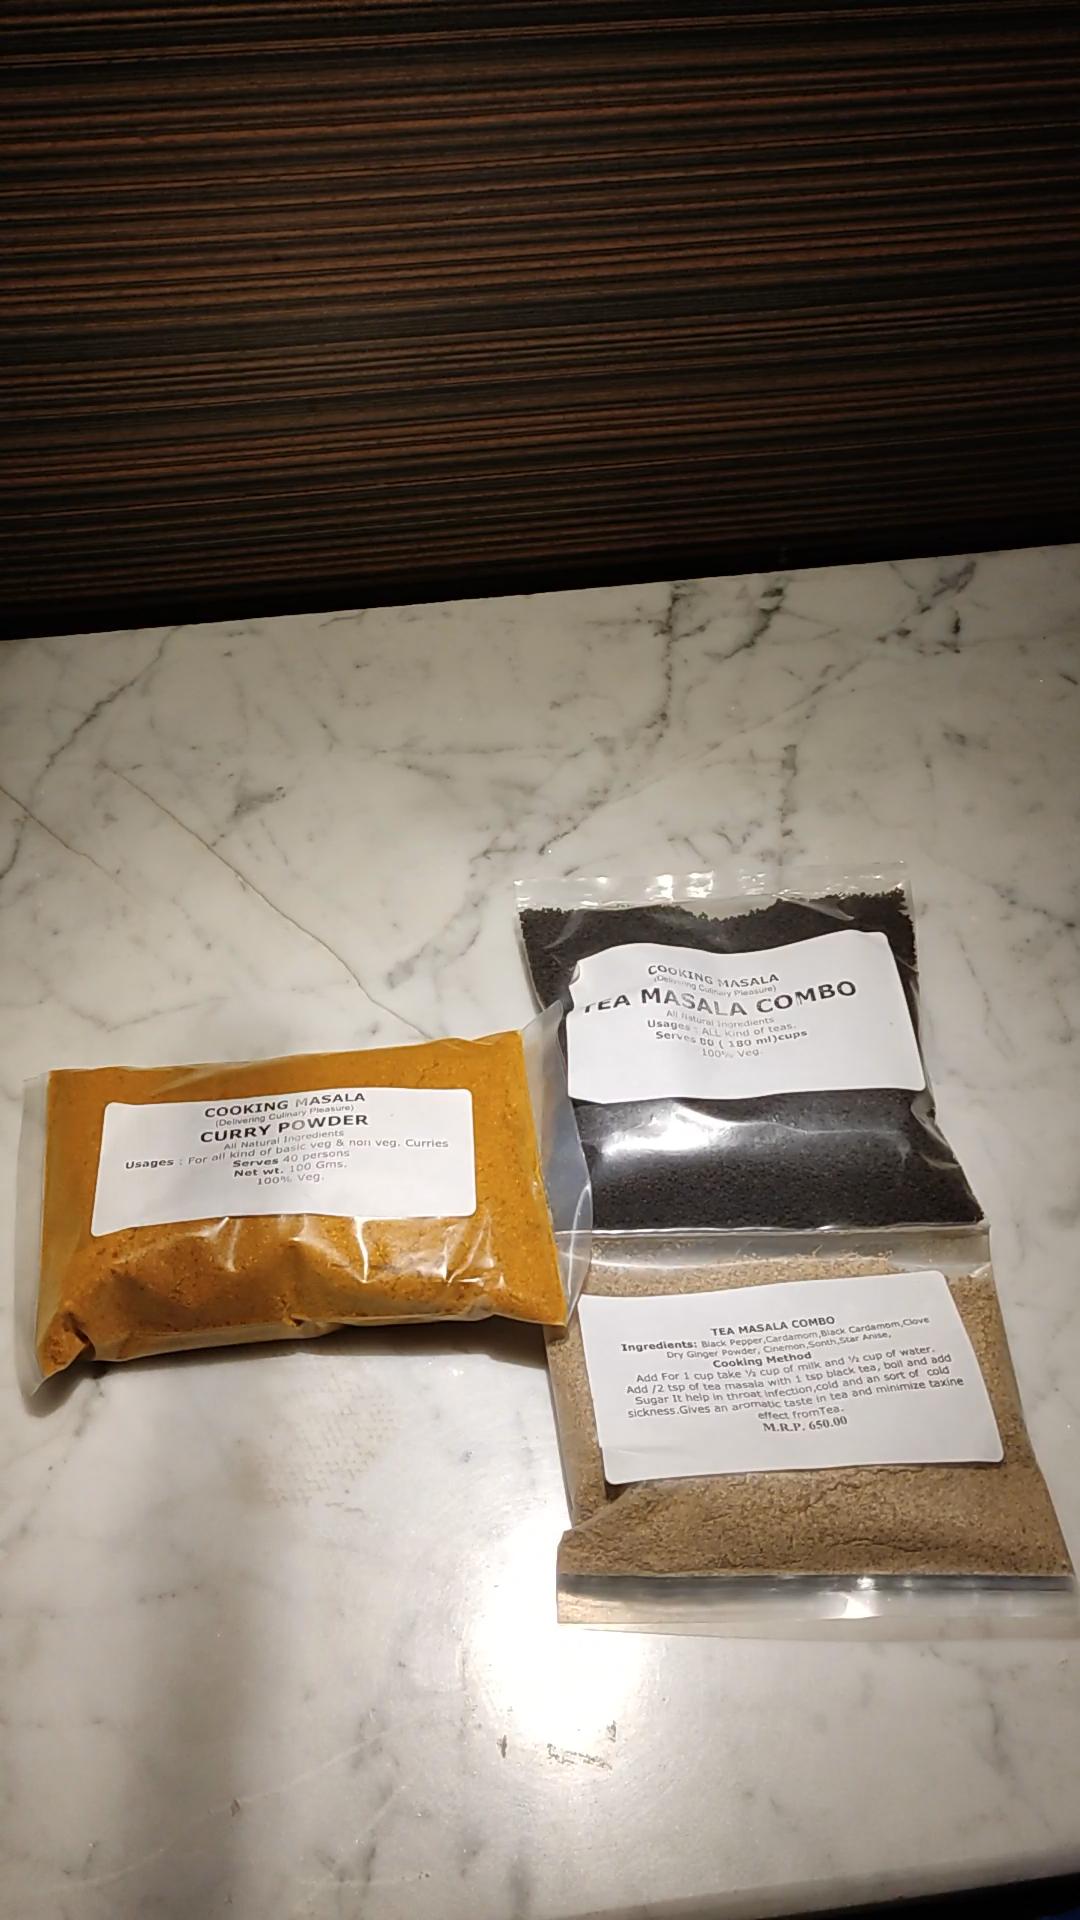 COOKING MASALA
(Delivering Culinary Pleasure)
CURRY POWDER
All Natural Ingredients
Usages : For all kind of basic veg & non veg. Curries
Serves 40 persons
Net wt. 100 Gms.
100% Veg.
COOKING MASALA
(Delivering Culinary Pleasure)
TEA MASALA COMBO
All Natural Ingredients
Usages : ALL Kind of teas.
Serves 80 ( 180 ml)cups
100% Veg.
TEA MASALA COMBO
Ingredients: Black Pepper,Cardamom,Black Cardamom,Clove
Dry Ginger Powder, Cinemon,Sonth,Star Anise,
Cooking Method
Add For 1 cup take ½ cup of milk and ½ cup of water.
Add /2 tsp of tea masala with 1 tsp black tea, boil and add
Sugar It help in throat infection,cold and an sort of cold
sickness.Gives an aromatic taste in tea and minimize taxine
effect fromTea.
M.R.P. 650.00